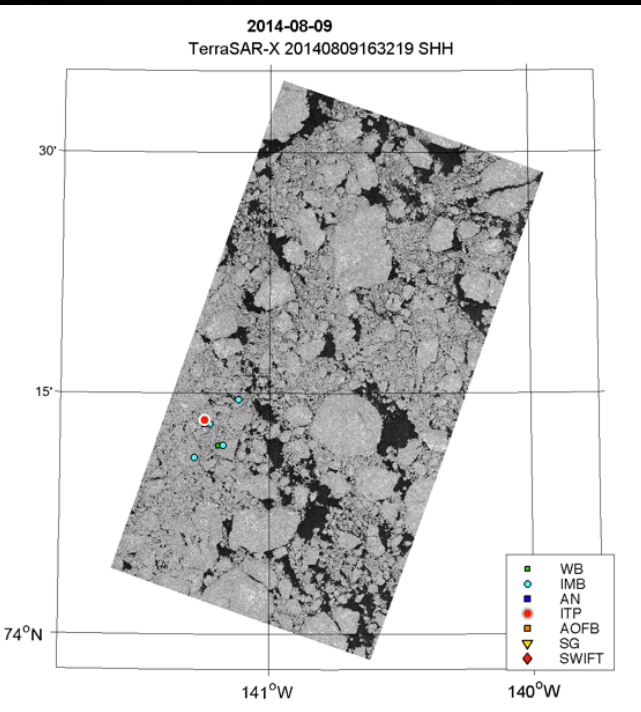 2014-08-09
TerraSAR-X 20140809163219 SHH
30'
15'
74°N
141°W
140°W
WB
IMB
AN
ITP
AOFB
SG
SWIFT